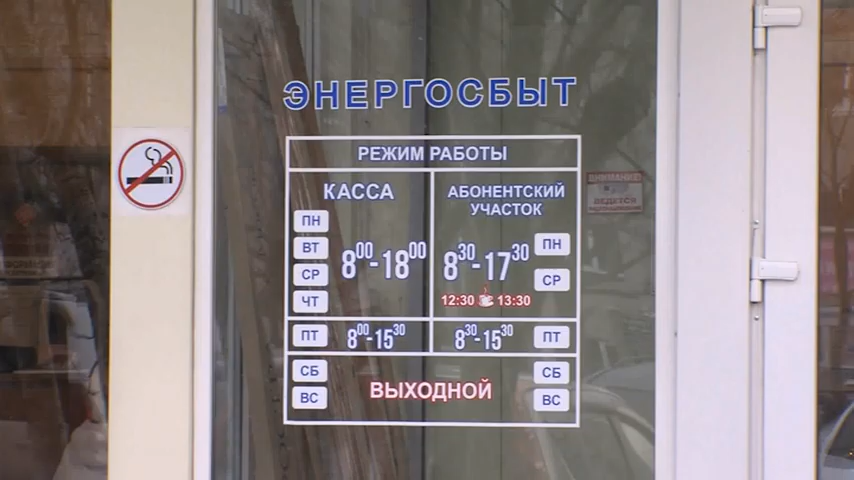 ЭНЕРГОСБЫТ
РЕЖИМ РАБОТЫ
КАССА
ПН
ВТ
СР
ЧТ
8⁰⁰-18⁰⁰
АБОНЕНТСКИЙ
УЧАСТОК
8³⁰-17³⁰
ПН
СР
12:30 13:30
ПТ 8⁰⁰-15³⁰
8³⁰-15³⁰ ПТ
СБ
ВС
ВЫХОДНОЙ
СБ
ВС
ВНИМАНИЕ!
ВЕДЕТСЯ